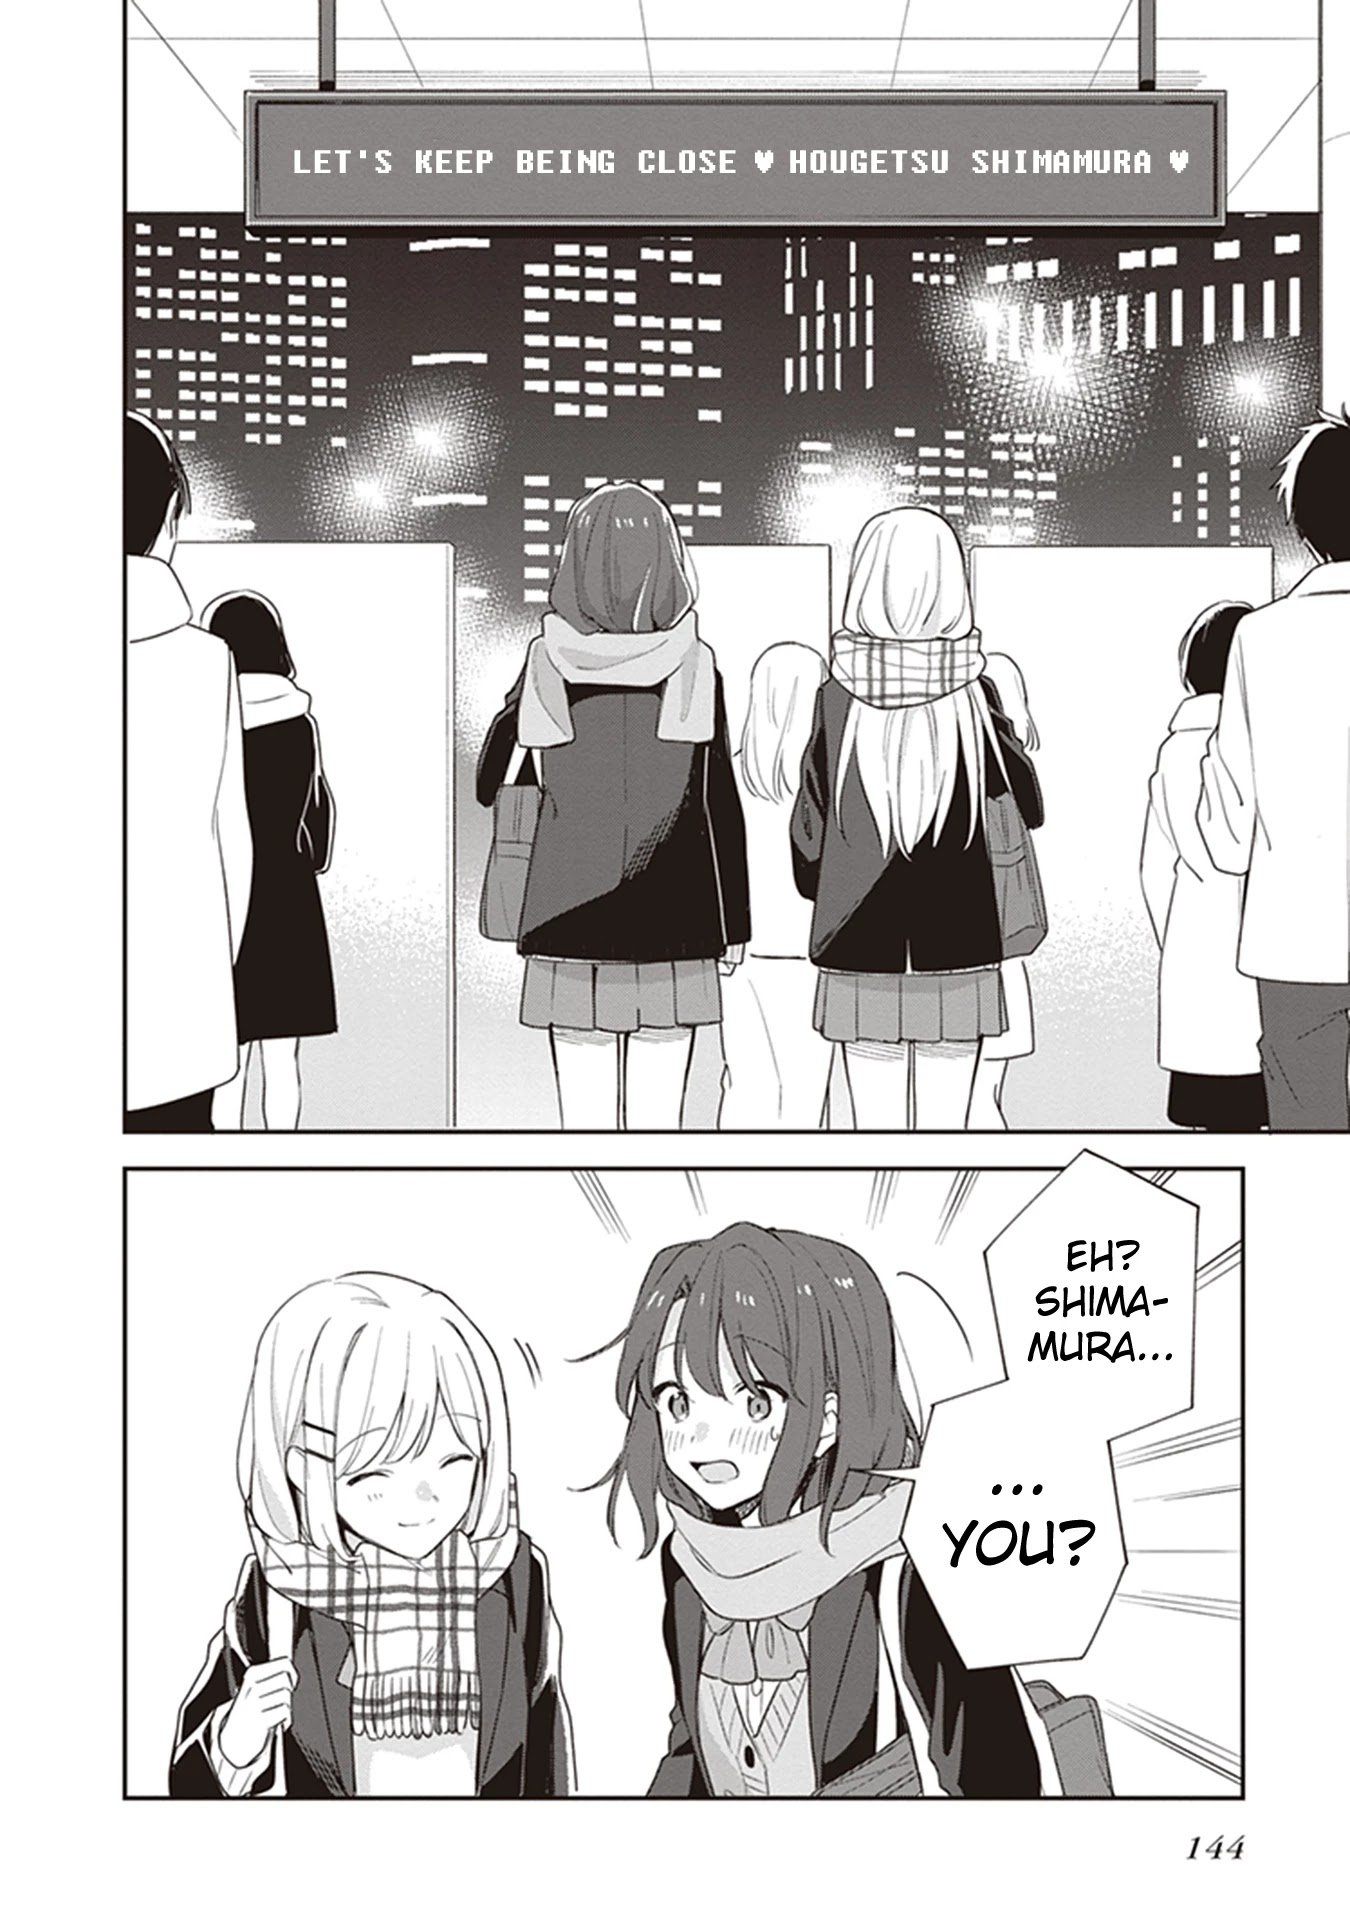 LET'S KEEP BEING CLOSE ♥ HOUGETSU SHIMAMURA ♥
EH?
SHIMA-
MURA...
...
YOU?
144